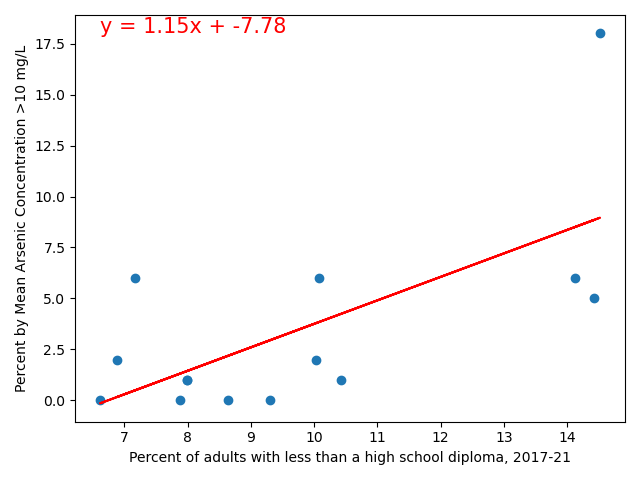 y = 1.15x + -7.78
Percent by Mean Arsenic Concentration >10 mg/L
17.5
15.0
12.5
10.0
7.5
5.0
2.5
0.0
7 8 9 10 11 12 13 14
Percent of adults with less than a high school diploma, 2017-21